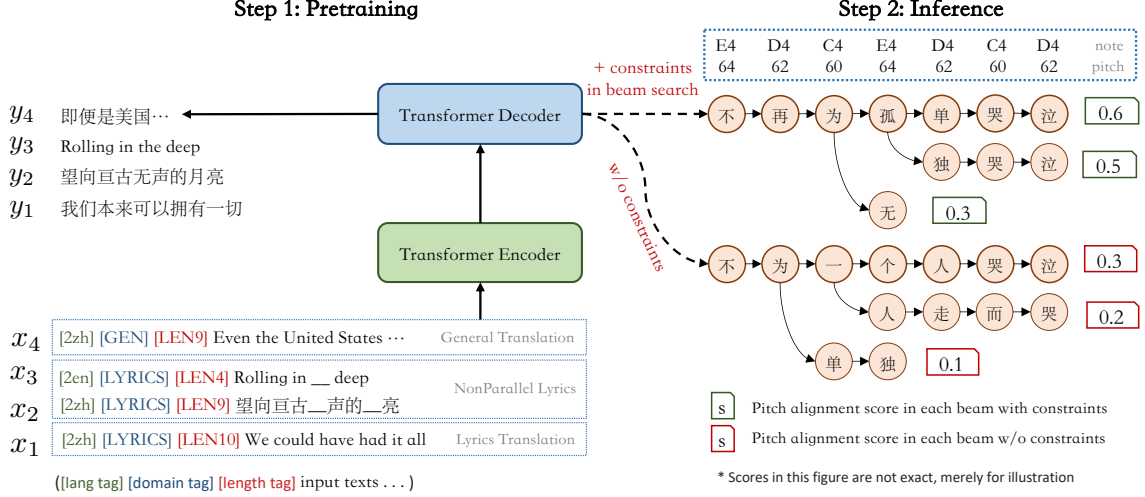 Step 1: Pretraining
Step 2: Inference
E4 D4 C4 E4 D4 C4 D4 note
64 62 60 64 62 60 62 pitch
+ constraints
in beam search
w/o constraints
Transformer Decoder
Transformer Encoder
y4 即便是美国…
y3 Rolling in the deep
y2 望向亘古无声的月亮
y1 我们本来可以拥有一切
不 再 为 孤 单 哭 泣 0.6
独 哭 泣 0.5
无 0.3
不 为 一 个 人 哭 泣 0.3
人 走 而 哭 0.2
单 独 0.1
x4 [2zh] [GEN] [LEN9] Even the United States … General Translation
x3 [2en] [LYRICS] [LEN4] Rolling in __ deep
NonParallel Lyrics
x2 [2zh] [LYRICS] [LEN9] 望向亘古__声的__亮
x1 [2zh] [LYRICS] [LEN10] We could have had it all Lyrics Translation
([lang tag] [domain tag] [length tag] input texts . . . )
s Pitch alignment score in each beam with constraints
s Pitch alignment score in each beam w/o constraints
* Scores in this figure are not exact, merely for illustration